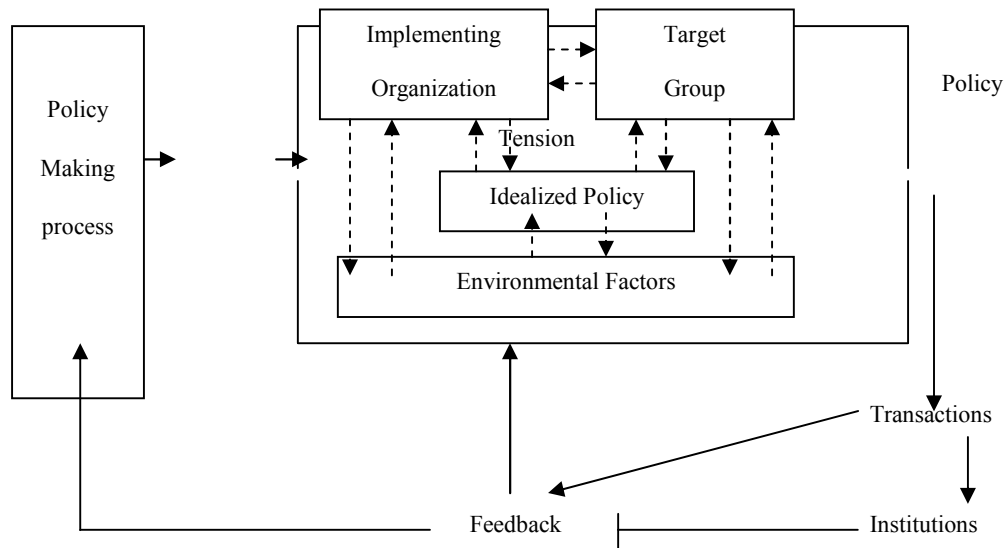 Policy
Making
process
Implementing
Organization
Target
Group
Policy
Tension
Idealized Policy
Environmental Factors
Transactions
Feedback
Institutions